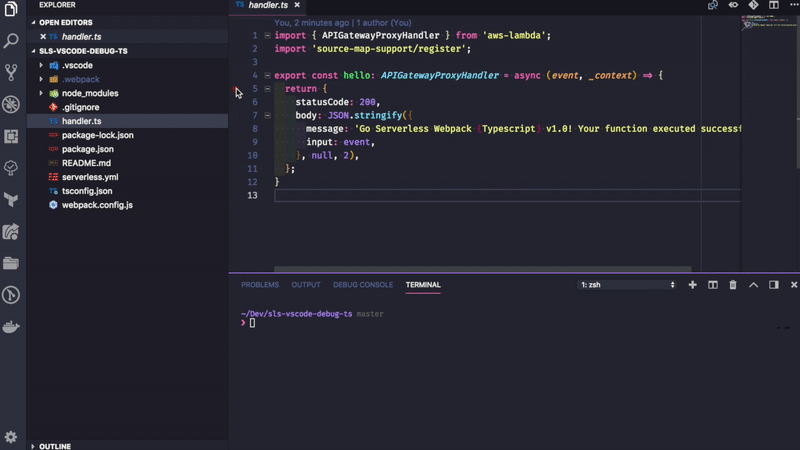 EXPLORER
OPEN EDITORS
handler.ts
SLS-VSCODE-DEBUG-TS
.vscode
.webpack
node_modules
.gitignore
handler.ts
package-lock.json
package.json
README.md
serverless.yml
tsconfig.json
webpack.config.js
OUTLINE
handler.ts
You, 2 minutes ago | 1 author (You)
1 import { APIGatewayProxyHandler } from 'aws-lambda';
2 import 'source-map-support/register';
3
4 export const hello: APIGatewayProxyHandler = async (event, _context) => {
5 return {
6 statusCode: 200,
7 body: JSON.stringify({
8 message: 'Go Serverless Webpack (Typescript) v1.0! Your function executed successf
9 input: event,
10 }, null, 2),
11 };
12 }
13
PROBLEMS OUTPUT DEBUG CONSOLE TERMINAL 1: zsh
~/Dev/sls-vscode-debug-ts master
❯